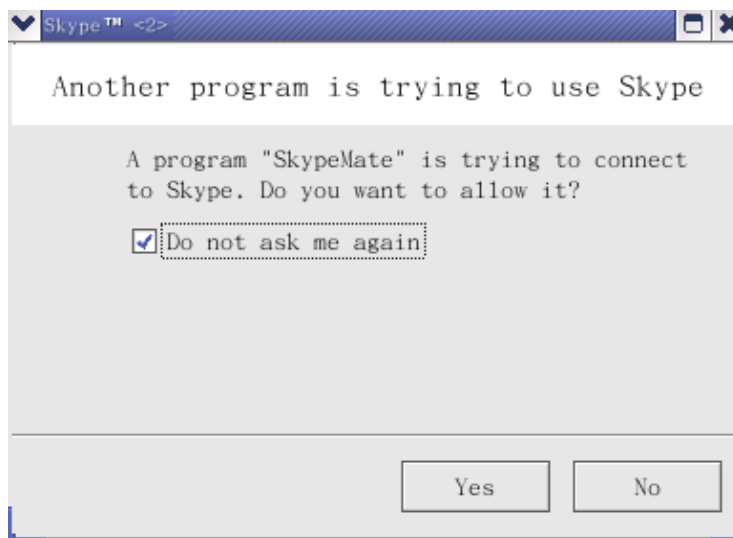 Skype™ <2>
Another program is trying to use Skype
A program "SkypeMate" is trying to connect
to Skype. Do you want to allow it?
Do not ask me again
Yes No